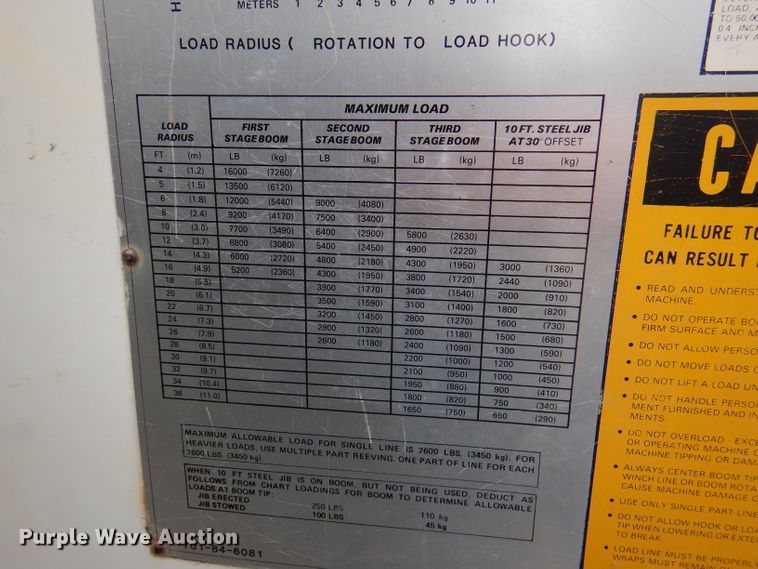 METERS 1 2 3 4 5 6 7 8 9 10 11
LOAD RADIUS ( ROTATION TO LOAD HOOK)
LOAD RADIUS MAXIMUM LOAD
FIRST STAGE BOOM SECOND STAGE BOOM THIRD STAGE BOOM 10 FT. STEEL JIB AT 30 OFFSET
FT (m) LB (kg) LB (kg) LB (kg) LB (kg)
4 (1.2) 16000 (7260)
5 (1.5) 13500 (6120)
6 (1.8) 12000 (5440) 9000 (4080)
8 (2.4) 9200 (4170) 7500 (3400)
10 (3.0) 7700 (3490) 6400 (2900) 5800 (2630)
12 (3.7) 6800 (3080) 5400 (2450) 4900 (2220)
14 (4.3) 6000 (2720) 4800 (2180) 4300 (1950) 3000 (1360)
16 (4.9) 5200 (2360) 4300 (1950) 3800 (1720) 2440 (1090)
18 (5.5) 3900 (1770) 3400 (1540) 2000 (910)
20 (6.1) 3500 (1590) 3100 (1400) 1800 (820)
22 (6.7) 3200 (1450) 2800 (1270) 1600 (730)
24 (7.3) 2900 (1320) 2600 (1180) 1500 (680)
26 (7.9) 2600 (1180) 2400 (1090) 1300 (590)
28 (8.5) 2200 (1000) 1200 (540)
30 (9.1) 2100 (950) 1000 (450)
32 (9.7) 1950 (880) 900 (410)
34 (10.4) 1800 (820) 750 (340)
36 (11.0) 1650 (750) 650 (290)
MAXIMUM ALLOWABLE LOAD FOR SINGLE LINE IS 7600 LBS. (3450 kg). FOR
HEAVIER LOADS, USE MULTIPLE PART REEVING. ONE PART OF LINE FOR EACH
7600 LBS. (3450 kg).
WHEN 10 FT STEEL JIB IS ON BOOM, BUT NOT BEING USED, DEDUCT AS
FOLLOWS FROM CHART LOADINGS FOR BOOM TO DETERMINE ALLOWABLE
LOADS AT BOOM TIP:
JIB ERECTED 250 LBS 110 kg
JIB STOWED 100 LBS 45 kg
101-84-6081
LOAD,
TO 50,00
0.4 INC
EVERY
CA
FAILURE TO
CAN RESULT
• READ AND UNDERST
MACHINE.
• DO NOT OPERATE BO
FIRM SURFACE AND
• DO NOT ALLOW PERSO
• DO NOT MOVE LOADS
• DO NOT LIFT A LOAD UN
• DO NOT HANDLE PERSO
MENT FURNISHED AND IN
MENTS.
• DO NOT OVERLOAD EXCE
OR OPERATING MACHINE
MACHINE TIPPING OR DAM
• ALWAYS CENTER BOOM TIP
WINCH LINE OR BOOM ROTA
CAUSE MACHINE DAMAGE
• USE ONLY SINGLE PART LINE
• DO NOT ALLOW HOOK OR LOA
TIP WHEN LOWERING OR EXTE
TO BREAK.
• LOAD LINE MUST BE PROPERL
WRAPS MUST REMAIN
Purple Wave Auction